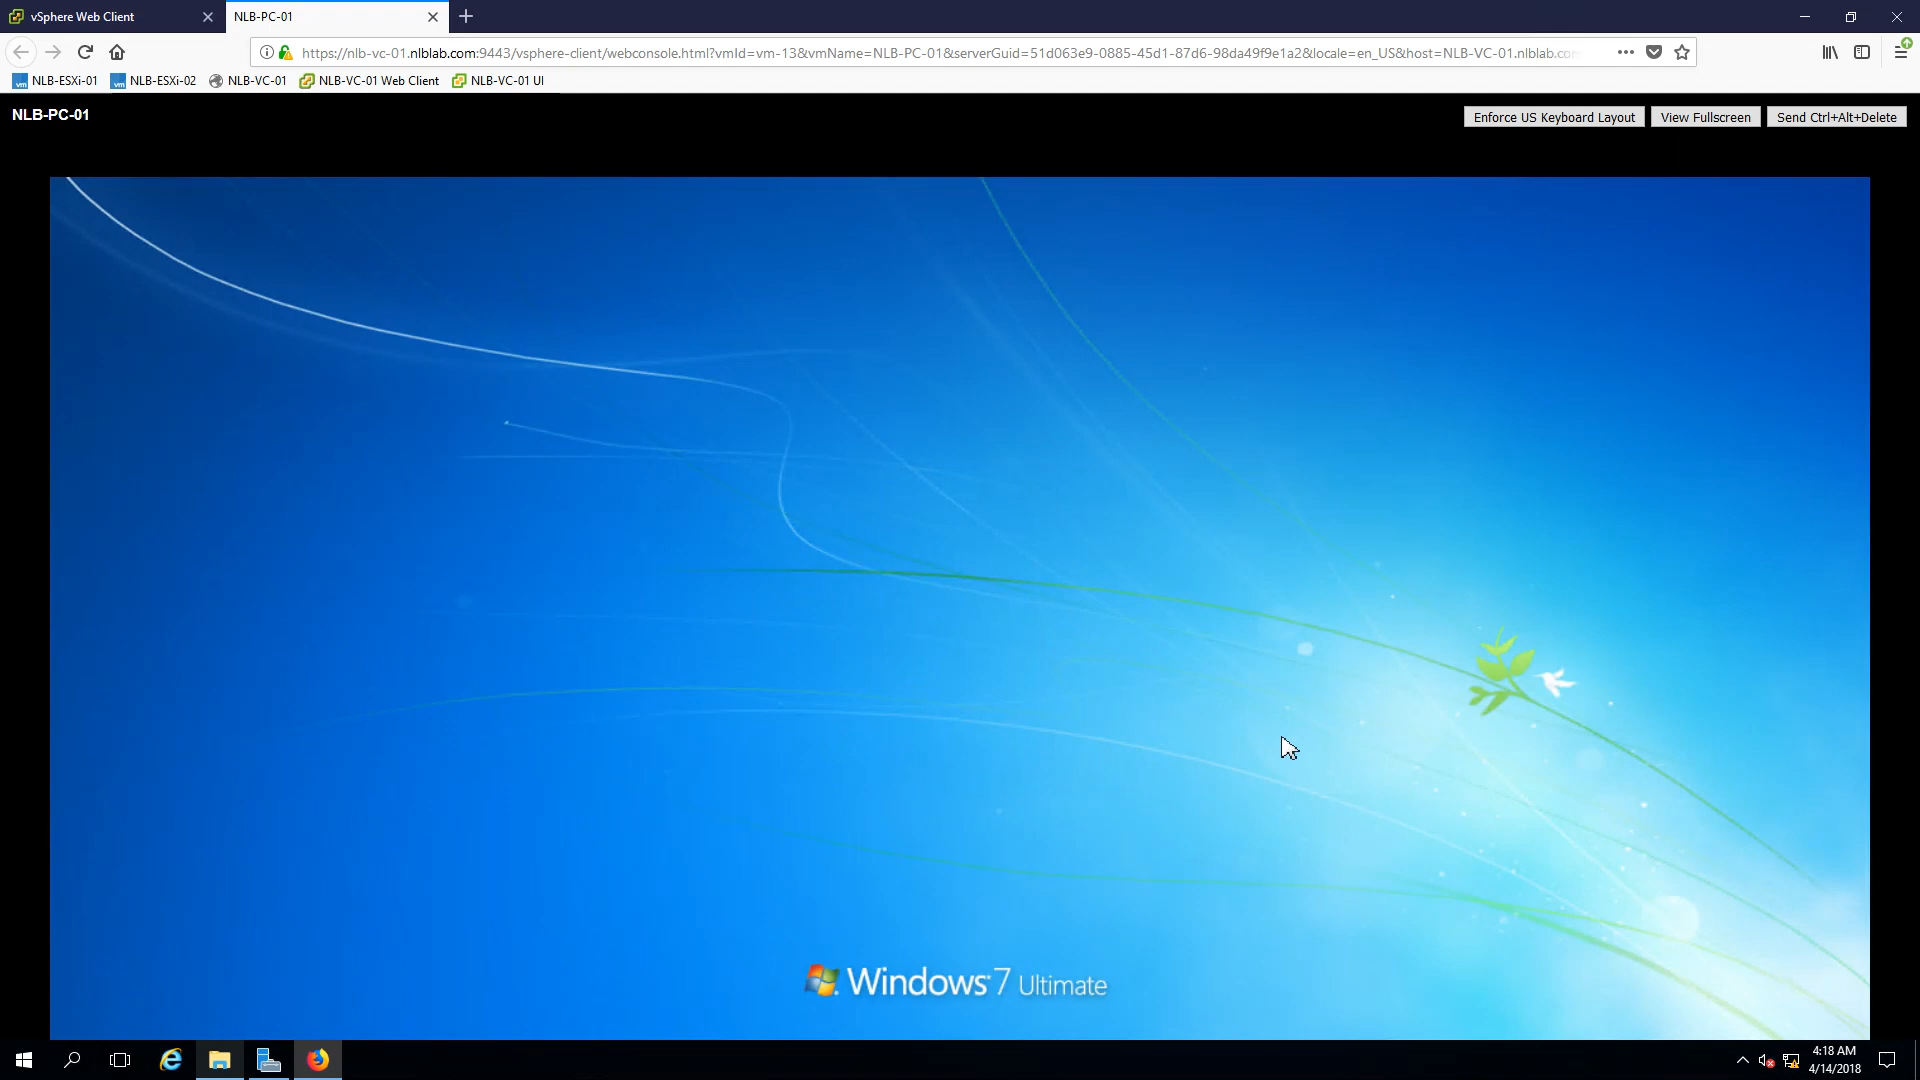 vSphere Web Client
NLB-PC-01
https://nlb-vc-01.nlblab.com:9443/vsphere-client/webconsole.html?vmId=vm-13&vmName=NLB-PC-01&serverGuid=51d063e9-0885-45d1-87d6-98da49f9e1a2&locale=en_US&host=NLB-VC-01.nlblab.com
NLB-ESXi-01
NLB-ESXi-02
NLB-VC-01
NLB-VC-01 Web Client
NLB-VC-01 UI
NLB-PC-01
Enforce US Keyboard Layout
View Fullscreen
Send Ctrl+Alt+Delete
Windows 7 Ultimate
4:18 AM
4/14/2018